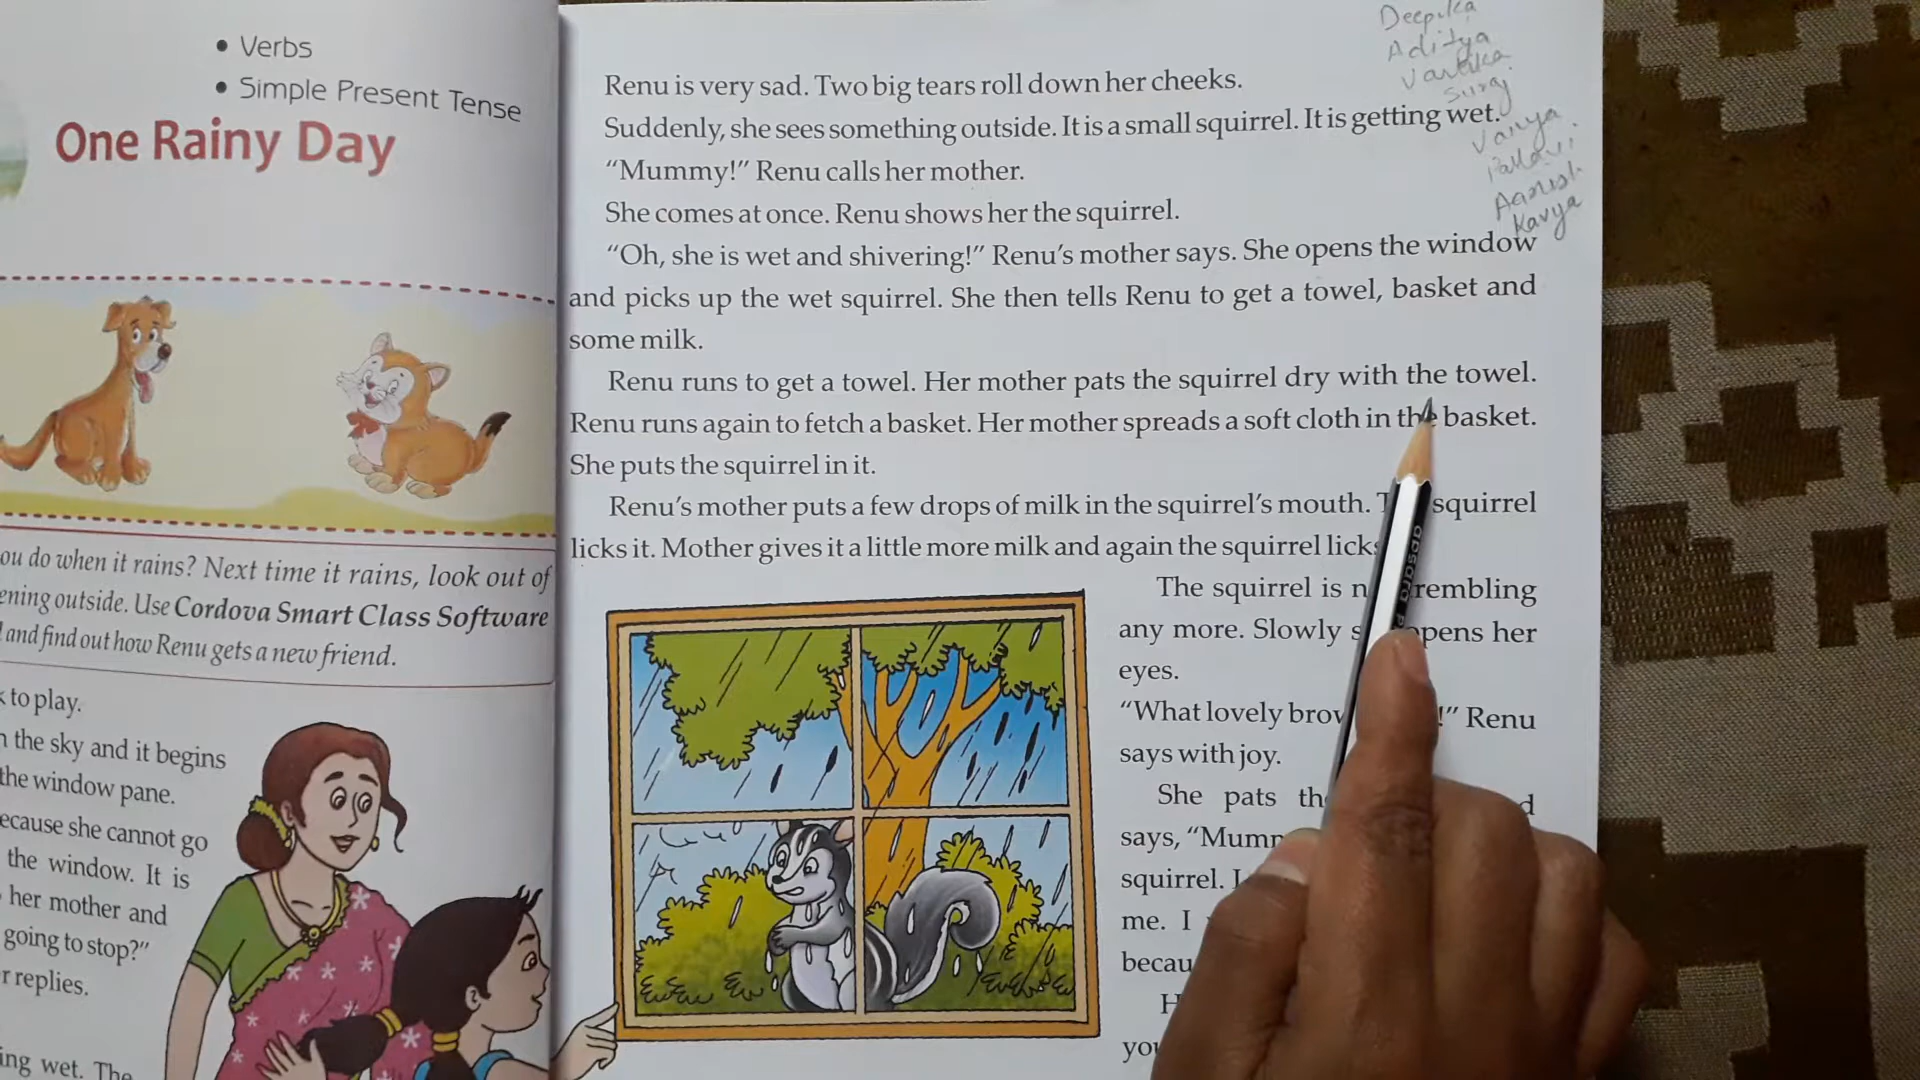 • Verbs
• Simple Present Tense
One Rainy Day
ou do when it rains? Next time it rains, look out of
ening outside. Use Cordova Smart Class Software
and find out how Renu gets a new friend.
to play.
the sky and it begins
the window pane.
ecause she cannot go
the window. It is
her mother and
going to stop?"
r replies.
ing wet. The
Renu is very sad. Two big tears roll down her cheeks.
Suddenly, she sees something outside. It is a small squirrel. It is getting wet.
"Mummy!" Renu calls her mother.
She comes at once. Renu shows her the squirrel.
"Oh, she is wet and shivering!" Renu's mother says. She opens the window
and picks up the wet squirrel. She then tells Renu to get a towel, basket and
some milk.
Renu runs to get a towel. Her mother pats the squirrel dry with the towel.
Renu runs again to fetch a basket. Her mother spreads a soft cloth in the basket.
She puts the squirrel in it.
Renu's mother puts a few drops of milk in the squirrel's mouth. squirrel
licks it. Mother gives it a little more milk and again the squirrel licks
The squirrel is n rembling
any more. Slowly s opens her
eyes.
"What lovely brow !" Renu
says with joy.
She pats th d
says, "Mumm
squirrel. I
me. I
becau
H
you
Deepika
Aditya
Vartika
Suraj
Vanya
Pallavi
Aarush
Kavya
apsara